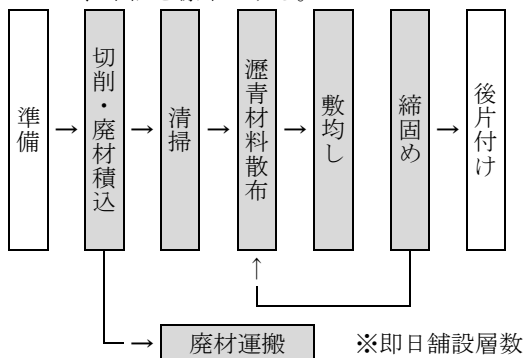 準備
→
切削・廃材積込
→
清掃
→
瀝青材料散布
→
敷均し
締固め
→
後片付け
↑
→
廃材運搬
※即日舗設層数